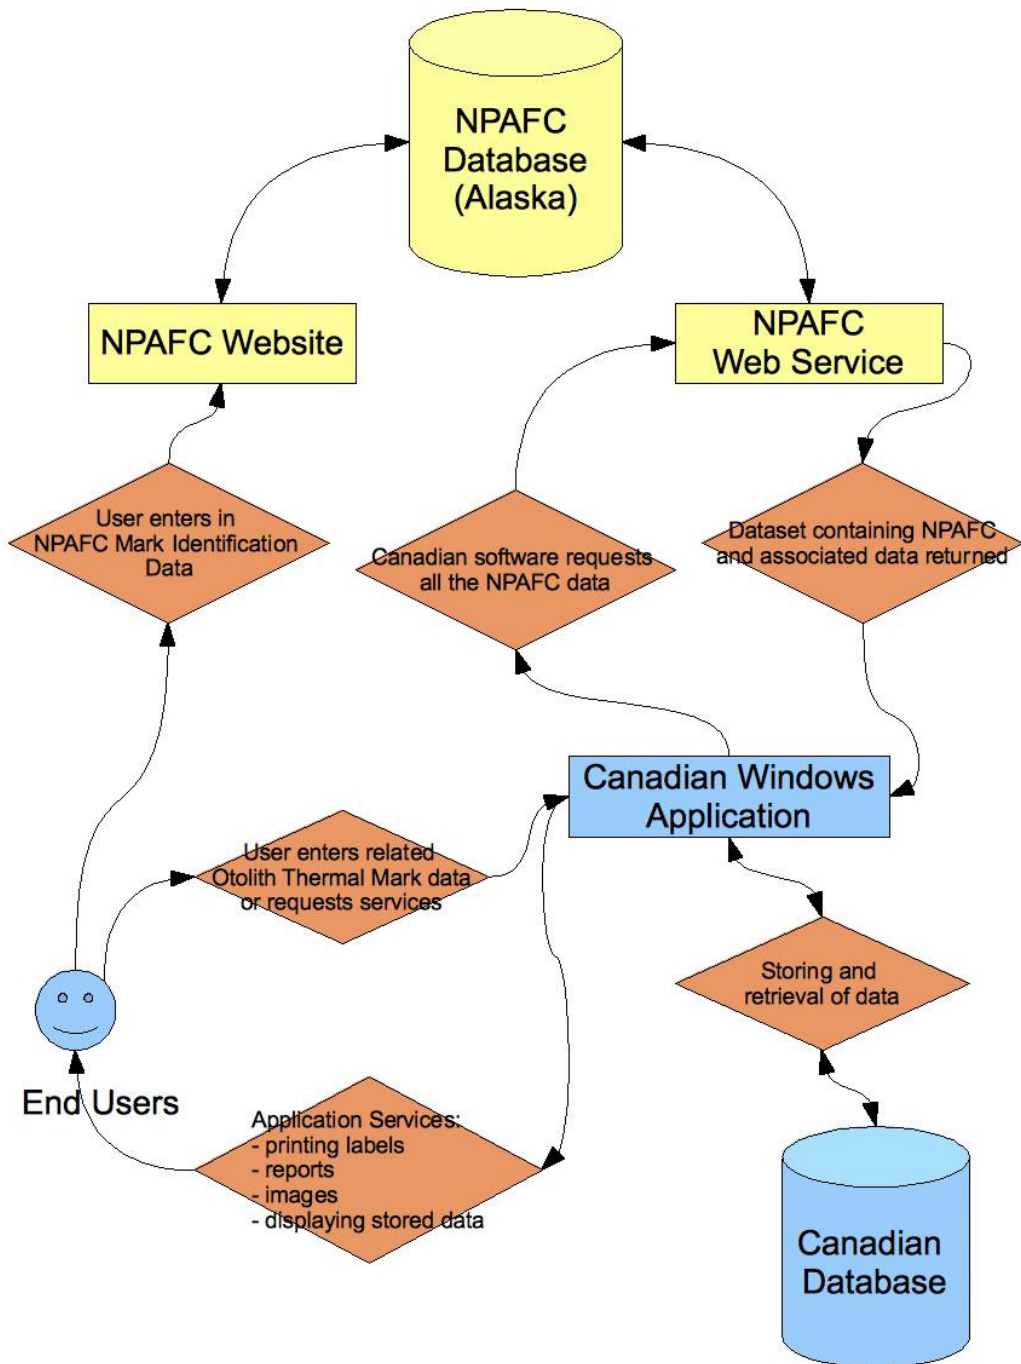 NPAFC
Database
(Alaska)
NPAFC Website
NPAFC
Web Service
User enters in
NPAFC Mark Identification
Data
Canadian software requests
all the NPAFC data
Dataset containing NPAFC
and associated data returned
Canadian Windows
Application
User enters related
Otolith Thermal Mark data
or requests services
Storing and
retrieval of data
End Users
Application Services:
- printing labels
- reports
- images
- displaying stored data
Canadian
Database